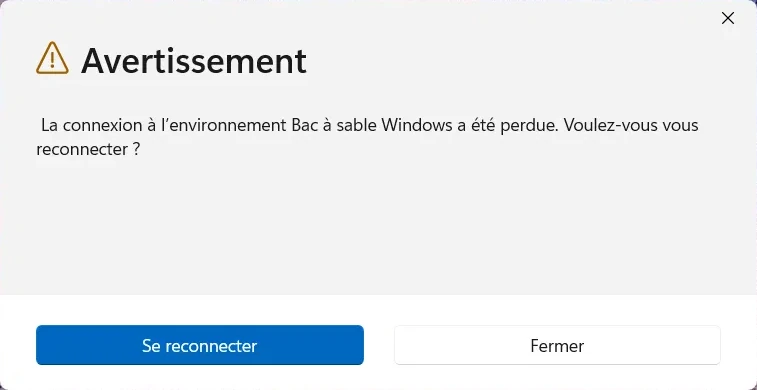 Avertissement
La connexion à l’environnement Bac à sable Windows a été perdue. Voulez-vous vous
reconnecter ?
Se reconnecter
Fermer